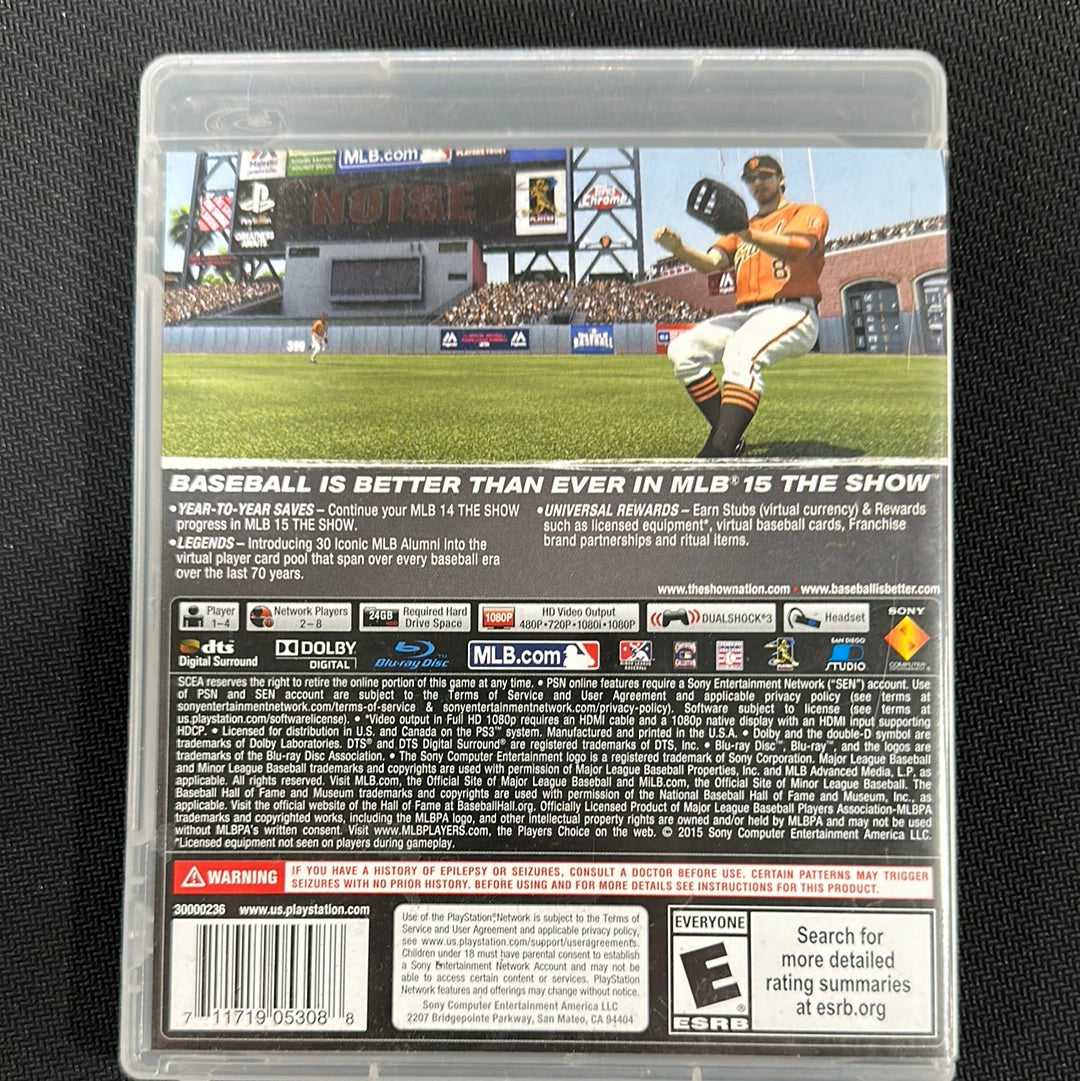 MLB.com
PLAYERS TRUST
Majestic
NOISE
PlayStation
GREATNESS
AWAITS
PLAYERS
Topps
Chrome
8
399
Majestic
Majestic
BASEBALL
BASEBALL IS BETTER THAN EVER IN MLB® 15 THE SHOW™
•YEAR-TO-YEAR SAVES – Continue your MLB 14 THE SHOW
progress in MLB 15 THE SHOW.
•LEGENDS – Introducing 30 Iconic MLB Alumni into the
virtual player card pool that span over every baseball era
over the last 70 years.
•UNIVERSAL REWARDS – Earn Stubs (virtual currency) & Rewards
such as licensed equipment*, virtual baseball cards, Franchise
brand partnerships and ritual items.
www.theshownation.com • www.baseballisbetter.com
Player
1–4
Network Players
2–8
24GB
HDD
Required Hard
Drive Space
1080P
HD Video Output
480P•720P•1080i•1080P
DUALSHOCK®3
Headset
SONY
COMPUTER
dts
Digital Surround
DOLBY
DIGITAL
Blu-ray Disc™
MLB.com
SAN DIEGO
STUDIO
SCEA reserves the right to retire the online portion of this game at any time. • PSN online features require a Sony Entertainment Network ("SEN") account. Use
of PSN and SEN account are subject to the Terms of Service and User Agreement and applicable privacy policy (see terms at
sonyentertainmentnetwork.com/terms-of-service & sonyentertainmentnetwork.com/privacy-policy). Software subject to license (see terms at
us.playstation.com/softwarelicense). • *Video output in Full HD 1080p requires an HDMI cable and a 1080p native display with an HDMI input supporting
HDCP. • Licensed for distribution in U.S. and Canada on the PS3™ system. Manufactured and printed in the U.S.A. • Dolby and the double-D symbol are
trademarks of Dolby Laboratories. DTS® and DTS Digital Surround® are registered trademarks of DTS, Inc. • Blu-ray Disc™, Blu-ray™, and the logos are
trademarks of the Blu-ray Disc Association. • The Sony Computer Entertainment logo is a registered trademark of Sony Corporation. Major League Baseball
and Minor League Baseball trademarks and copyrights are used with permission of Major League Baseball Properties, Inc. and MLB Advanced Media, L.P, as
applicable. All rights reserved. Visit MLB.com, the Official Site of Major League Baseball and MiLB.com, the Official Site of Minor League Baseball. The
Baseball Hall of Fame and Museum trademarks and copyrights are used with permission of the National Baseball Hall of Fame and Museum, Inc., as
applicable. Visit the official website of the Hall of Fame at BaseballHall.org. Officially Licensed Product of Major League Baseball Players Association-MLBPA
trademarks and copyrighted works, including the MLBPA logo, and other intellectual property rights are owned and/or held by MLBPA and may not be used
without MLBPA's written consent. Visit www.MLBPLAYERS.com, the Players Choice on the web. © 2015 Sony Computer Entertainment America LLC.
*Licensed equipment not seen on players during gameplay.
WARNING
IF YOU HAVE A HISTORY OF EPILEPSY OR SEIZURES, CONSULT A DOCTOR BEFORE USE. CERTAIN PATTERNS MAY TRIGGER
SEIZURES WITH NO PRIOR HISTORY. BEFORE USING AND FOR MORE DETAILS SEE INSTRUCTIONS FOR THIS PRODUCT.
30000236 www.us.playstation.com
7 11719 05308 8
Use of the PlayStation®Network is subject to the Terms of
Service and User Agreement and applicable privacy policy,
see www.us.playstation.com/support/useragreements.
Children under 18 must have parental consent to establish
a Sony Entertainment Network Account and may not be
able to access certain content or services. PlayStation
Network features and offerings may change without notice.
Sony Computer Entertainment America LLC
2207 Bridgepointe Parkway, San Mateo, CA 94404
EVERYONE
E
®
ESRB
Search for
more detailed
rating summaries
at esrb.org